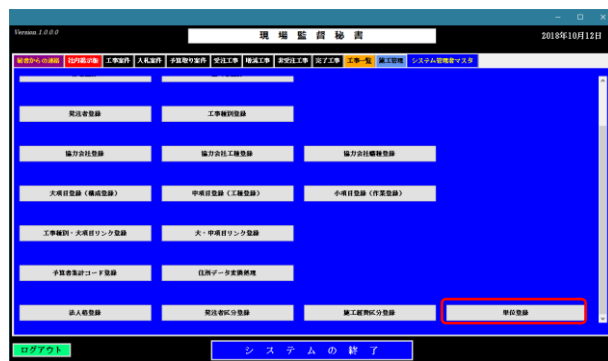 Version 1.0.0.0
現 場 監 督 秘 書
2018年10月12日
秘書からの連絡 社内掲示板 工事案件 入札案件 予算取り案件 受注工事 増減工事 非受注工事 完了工事 工事一覧 施工管理 システム管理者マスタ
発注者登録 工事種別登録
協力会社登録 協力会社工種登録 協力会社職種登録
大項目登録（構成登録） 中項目登録（工種登録） 小項目登録（作業登録）
工事種別・大項目リンク登録 大・中項目リンク登録
予算書集計コード登録 住所データ変換処理
法人格登録 発注者区分登録 施工経費区分登録 単位登録
ログアウト シ ス テ ム の 終 了